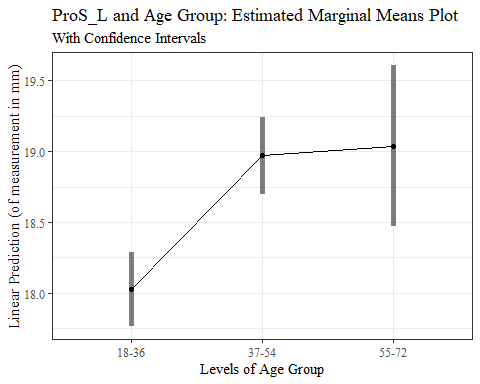 ProS_L and Age Group: Estimated Marginal Means Plot
With Confidence Intervals
Linear Prediction (of measurement in mm)
19.5
19.0
18.5
18.0
18-36
37-54
55-72
Levels of Age Group